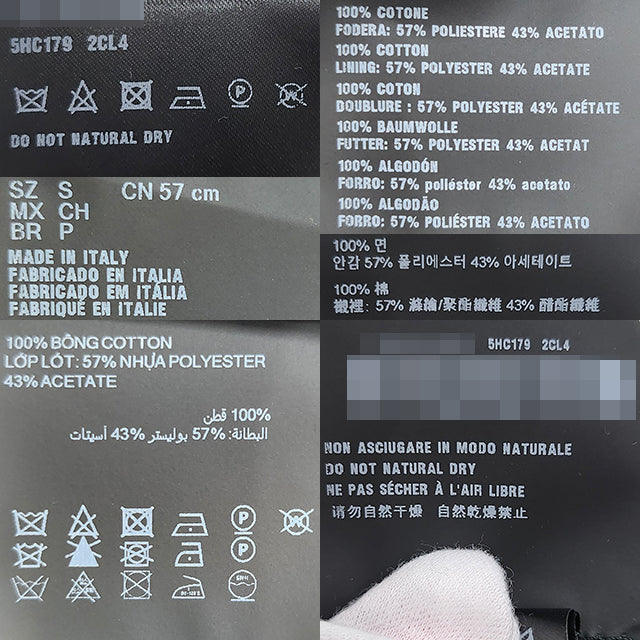 5HC179 2CL4
DO NOT NATURAL DRY
100% COTONE
FODERA: 57% POLIESTERE 43% ACETATO
100% COTTON
LINING: 57% POLYESTER 43% ACETATE
100% COTON
DOUBLURE : 57% POLYESTER 43% ACÉTATE
100% BAUMWOLLE
FUTTER: 57% POLYESTER 43% ACETAT
100% ALGODÓN
FORRO: 57% poliéster 43% acetato
100% ALGODÃO
FORRO: 57% POLIÉSTER 43% ACETATO
SZ S CN 57 cm
MX CH
BR P
MADE IN ITALY
FABRICADO EN ITALIA
FABRICADO EM ITÁLIA
FABRIQUÉ EN ITALIE
100% 면
안감 57% 폴리에스터 43% 아세테이트
100% 棉
襯裡: 57% 滌綸/聚酯纖維 43% 醋酯纖維
100% BÔNG COTTON
LỚP LÓT: 57% NHỰA POLYESTER
43% ACETATE
100% قطن
البطانة: 57% بوليستر 43% أسيتات
5HC179 2CL4
NON ASCIUGARE IN MODO NATURALE
DO NOT NATURAL DRY
NE PAS SÉCHER À L'AIR LIBRE
请勿自然干燥 自然乾燥禁止